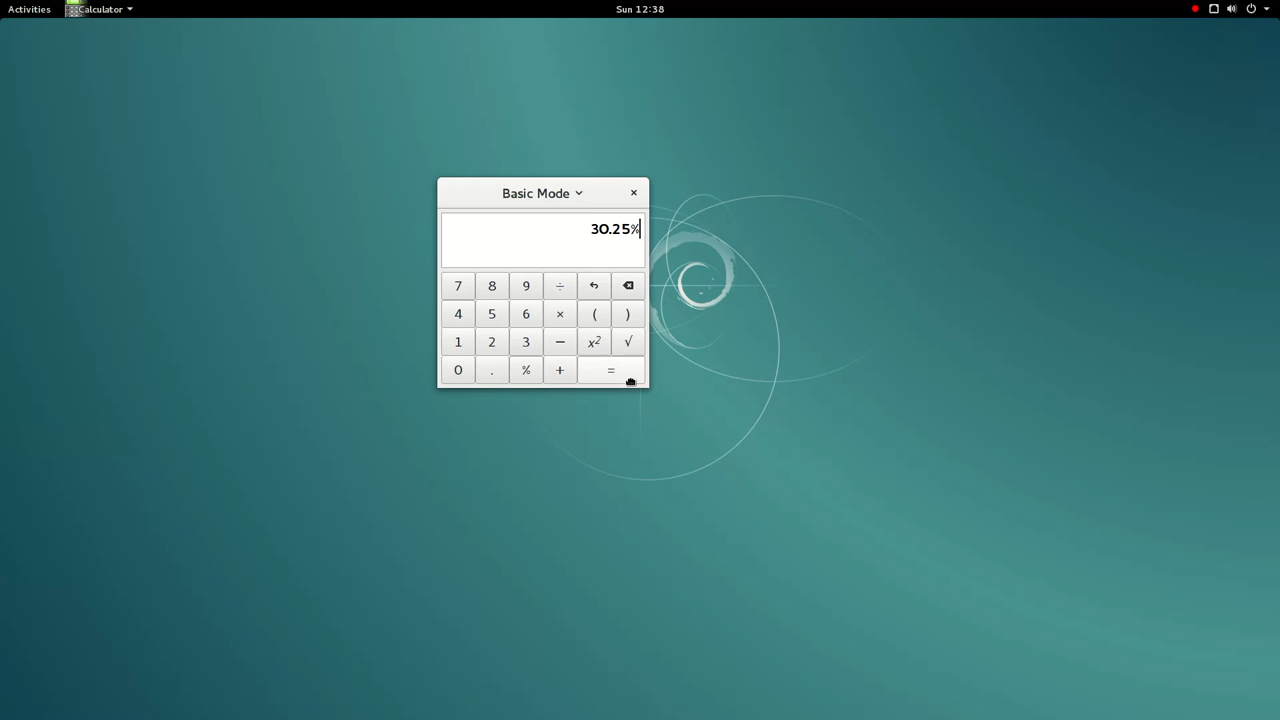 Activities
Calculator
Sun 12:38
Basic Mode ×
30.25%
7 8 9 ÷
4 5 6 × ( )
1 2 3 − x² √
0 . % + =